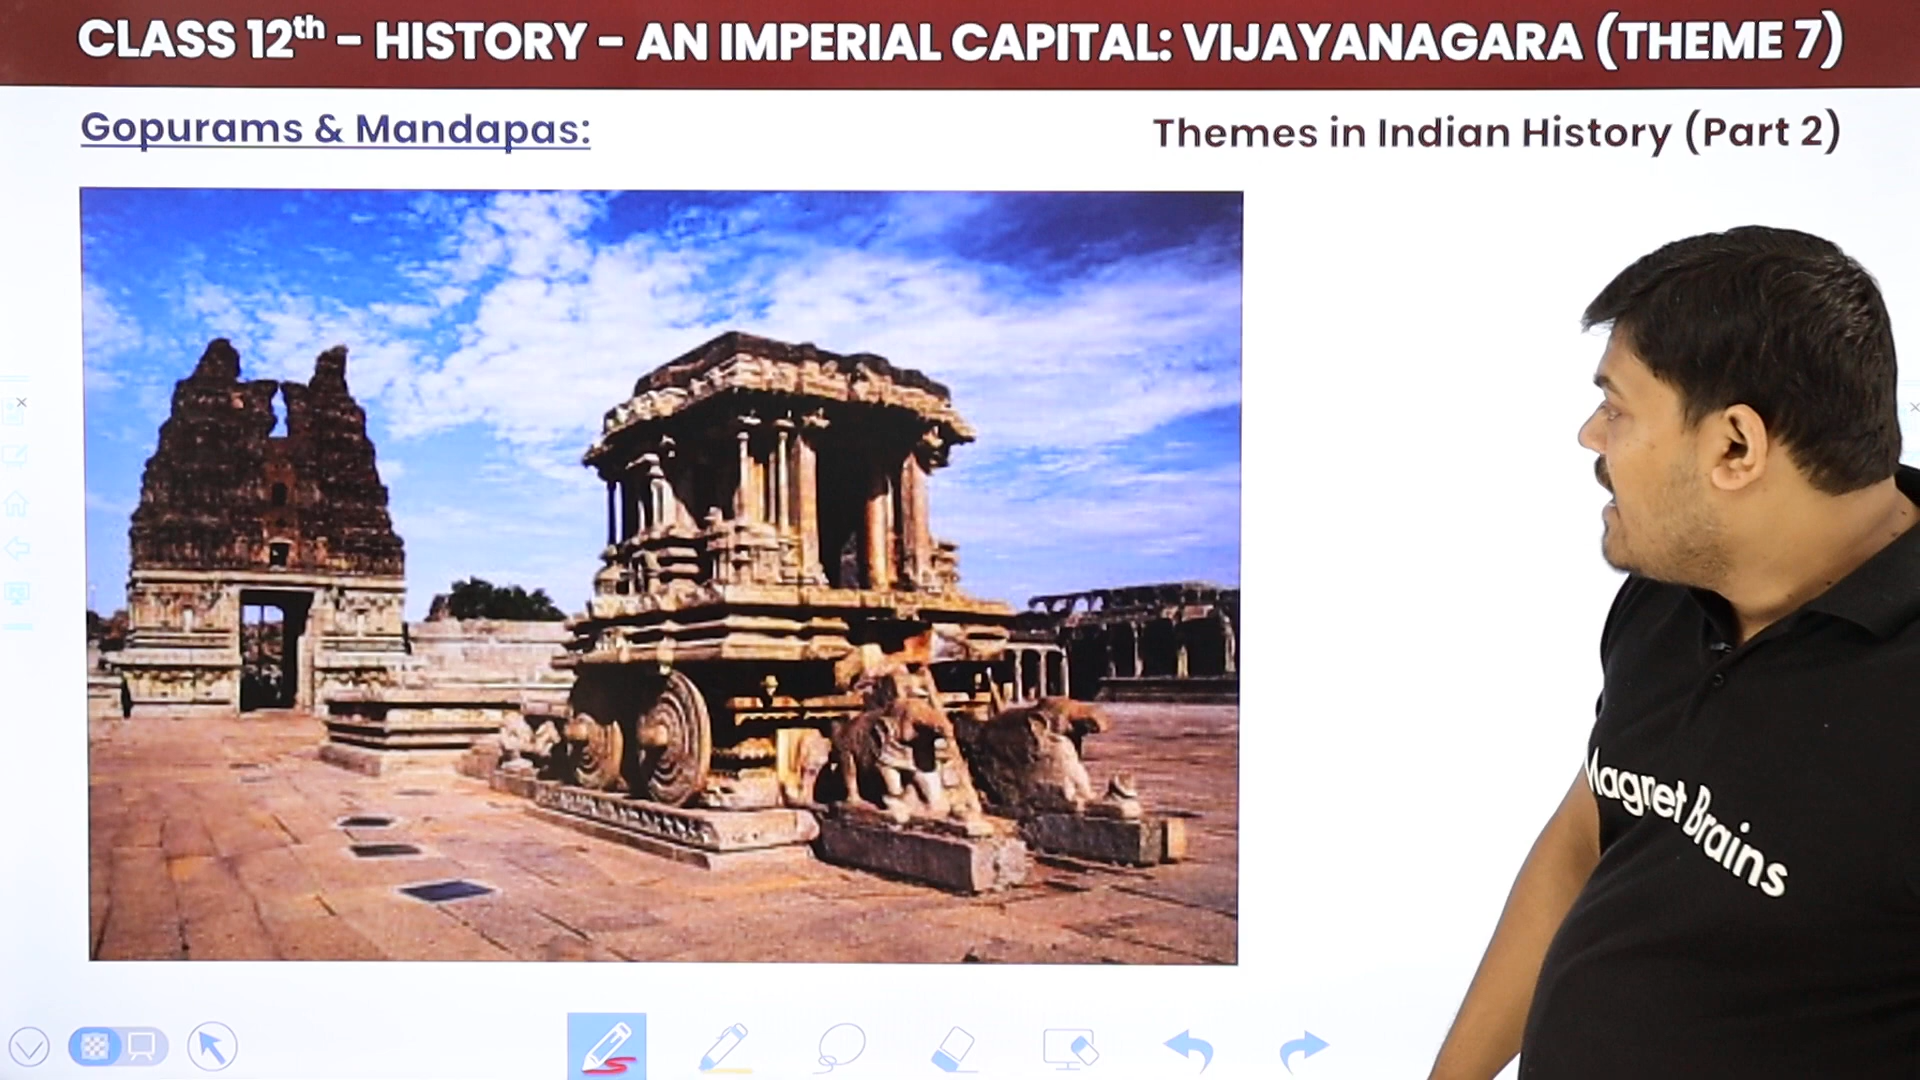 CLASS 12th - HISTORY - AN IMPERIAL CAPITAL: VIJAYANAGARA (THEME 7)
Gopurams & Mandapas:
Themes in Indian History (Part 2)
Magnet Brains